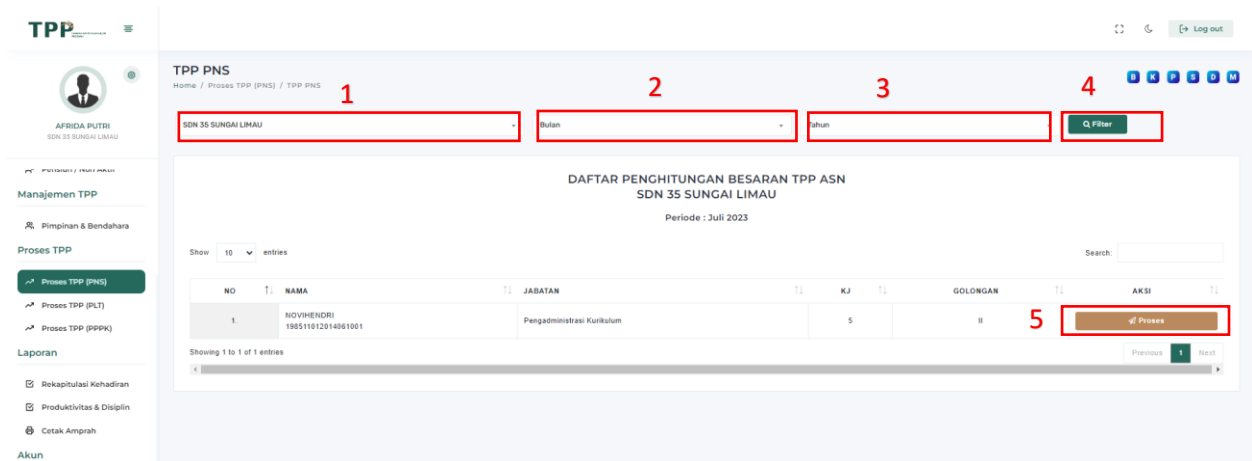 TPP
Log out
AFRIDA PUTRI
SDN 35 SUNGAI LIMAU
Pensiun / Non Aktif
Manajemen TPP
Pimpinan & Bendahara
Proses TPP
Proses TPP (PNS)
Proses TPP (PLT)
Proses TPP (PPPK)
Laporan
Rekapitulasi Kehadiran
Produktivitas & Disiplin
Cetak Amprah
Akun
TPP PNS
Home / Proses TPP (PNS) / TPP PNS
B K P S D M
1 2 3 4
SDN 35 SUNGAI LIMAU Bulan Tahun Filter
DAFTAR PENGHITUNGAN BESARAN TPP ASN
SDN 35 SUNGAI LIMAU
Periode : Juli 2023
Show 10 entries Search:
NO NAMA JABATAN KJ GOLONGAN AKSI
1. NOVIHENDRI Pengadministrasi Kurikulum 5 II 5 Proses
198511012014061001
Showing 1 to 1 of 1 entries Previous 1 Next